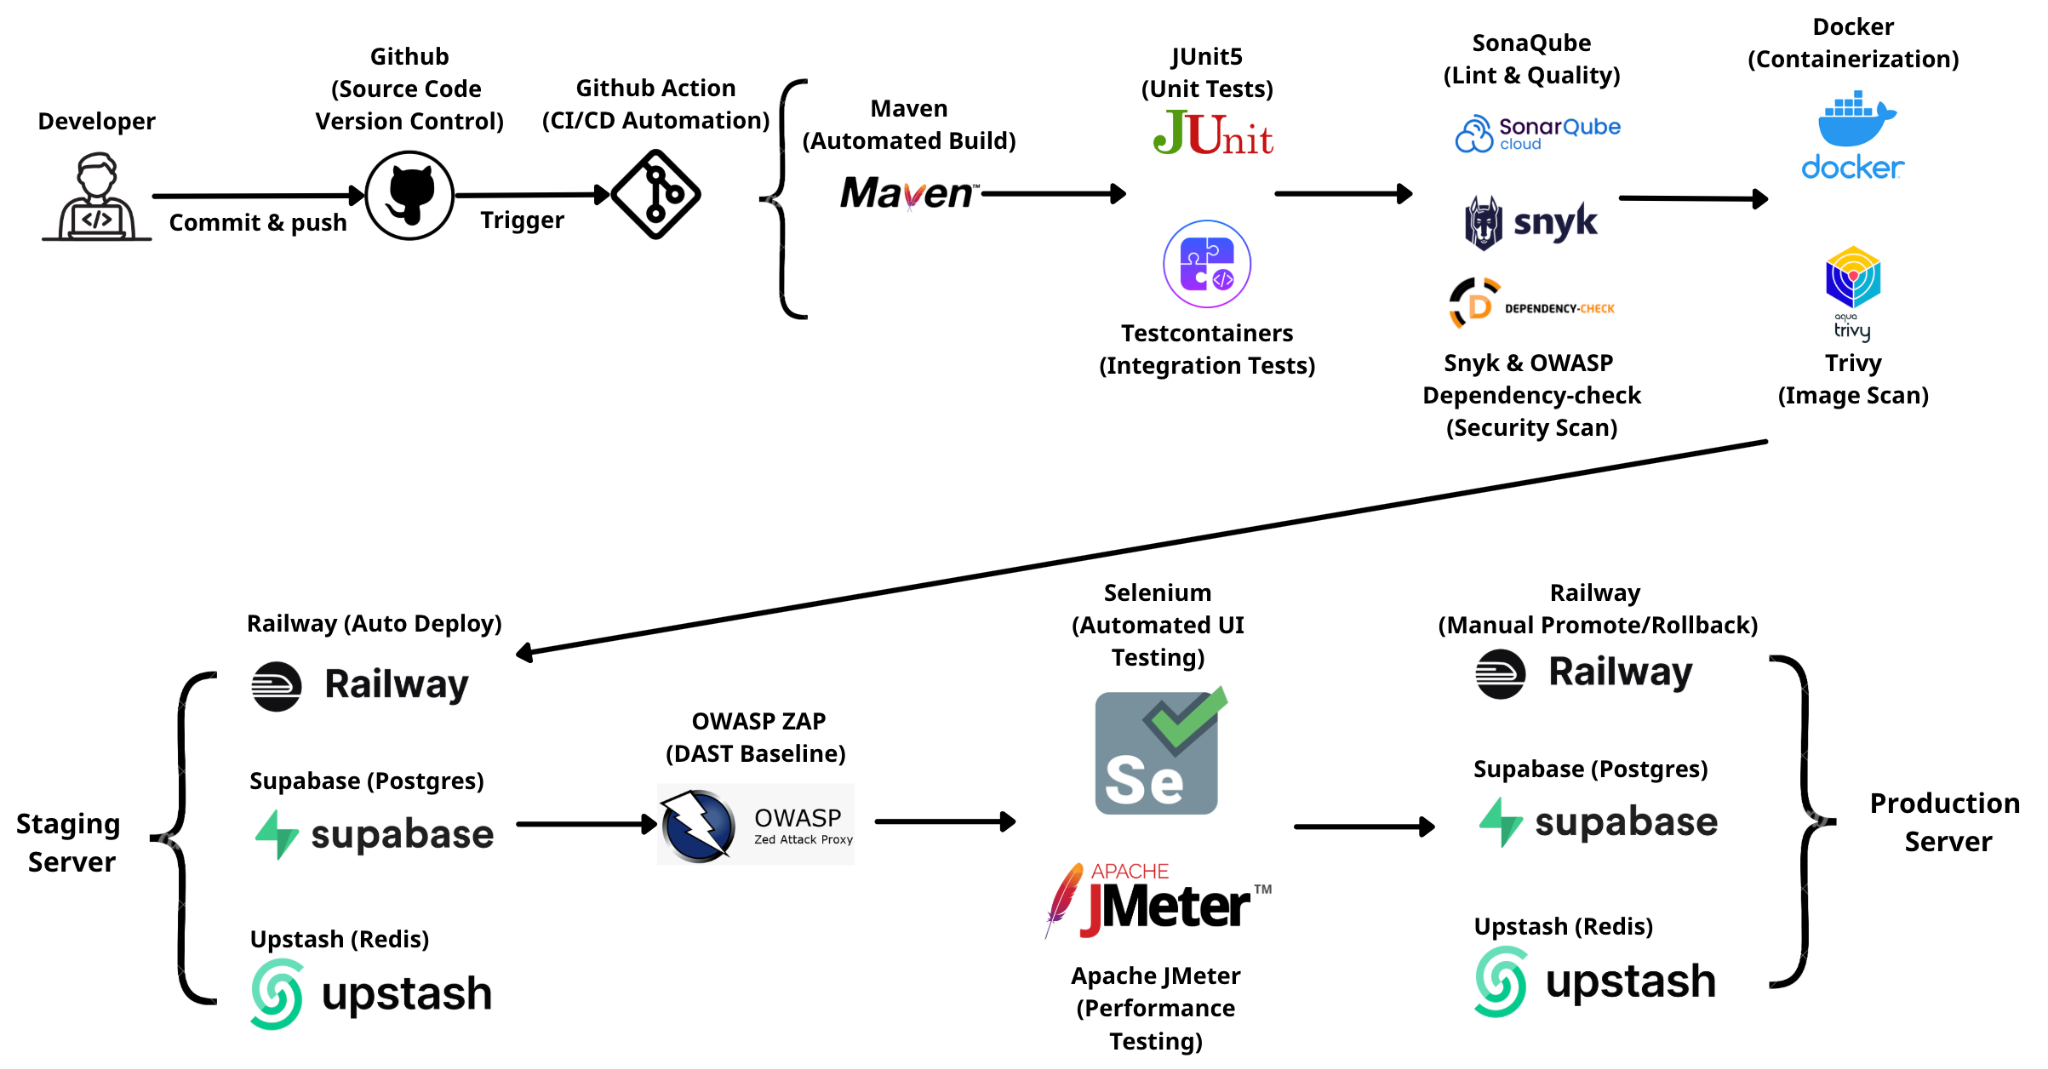 Developer
Commit & push
Github
(Source Code
Version Control)
Trigger
Github Action
(CI/CD Automation)
Maven
(Automated Build)
Maven™
JUnit5
(Unit Tests)
JUnit
Testcontainers
(Integration Tests)
SonaQube
(Lint & Quality)
SonarQube
cloud
snyk
DEPENDENCY-CHECK
Snyk & OWASP
Dependency-check
(Security Scan)
Docker
(Containerization)
docker
aqua
trivy
Trivy
(Image Scan)
Staging
Server
Railway (Auto Deploy)
Railway
Supabase (Postgres)
supabase
Upstash (Redis)
upstash
OWASP ZAP
(DAST Baseline)
OWASP
Zed Attack Proxy
Selenium
(Automated UI
Testing)
Se
APACHE
JMeter™
Apache JMeter
(Performance
Testing)
Railway
(Manual Promote/Rollback)
Railway
Supabase (Postgres)
supabase
Upstash (Redis)
upstash
Production
Server